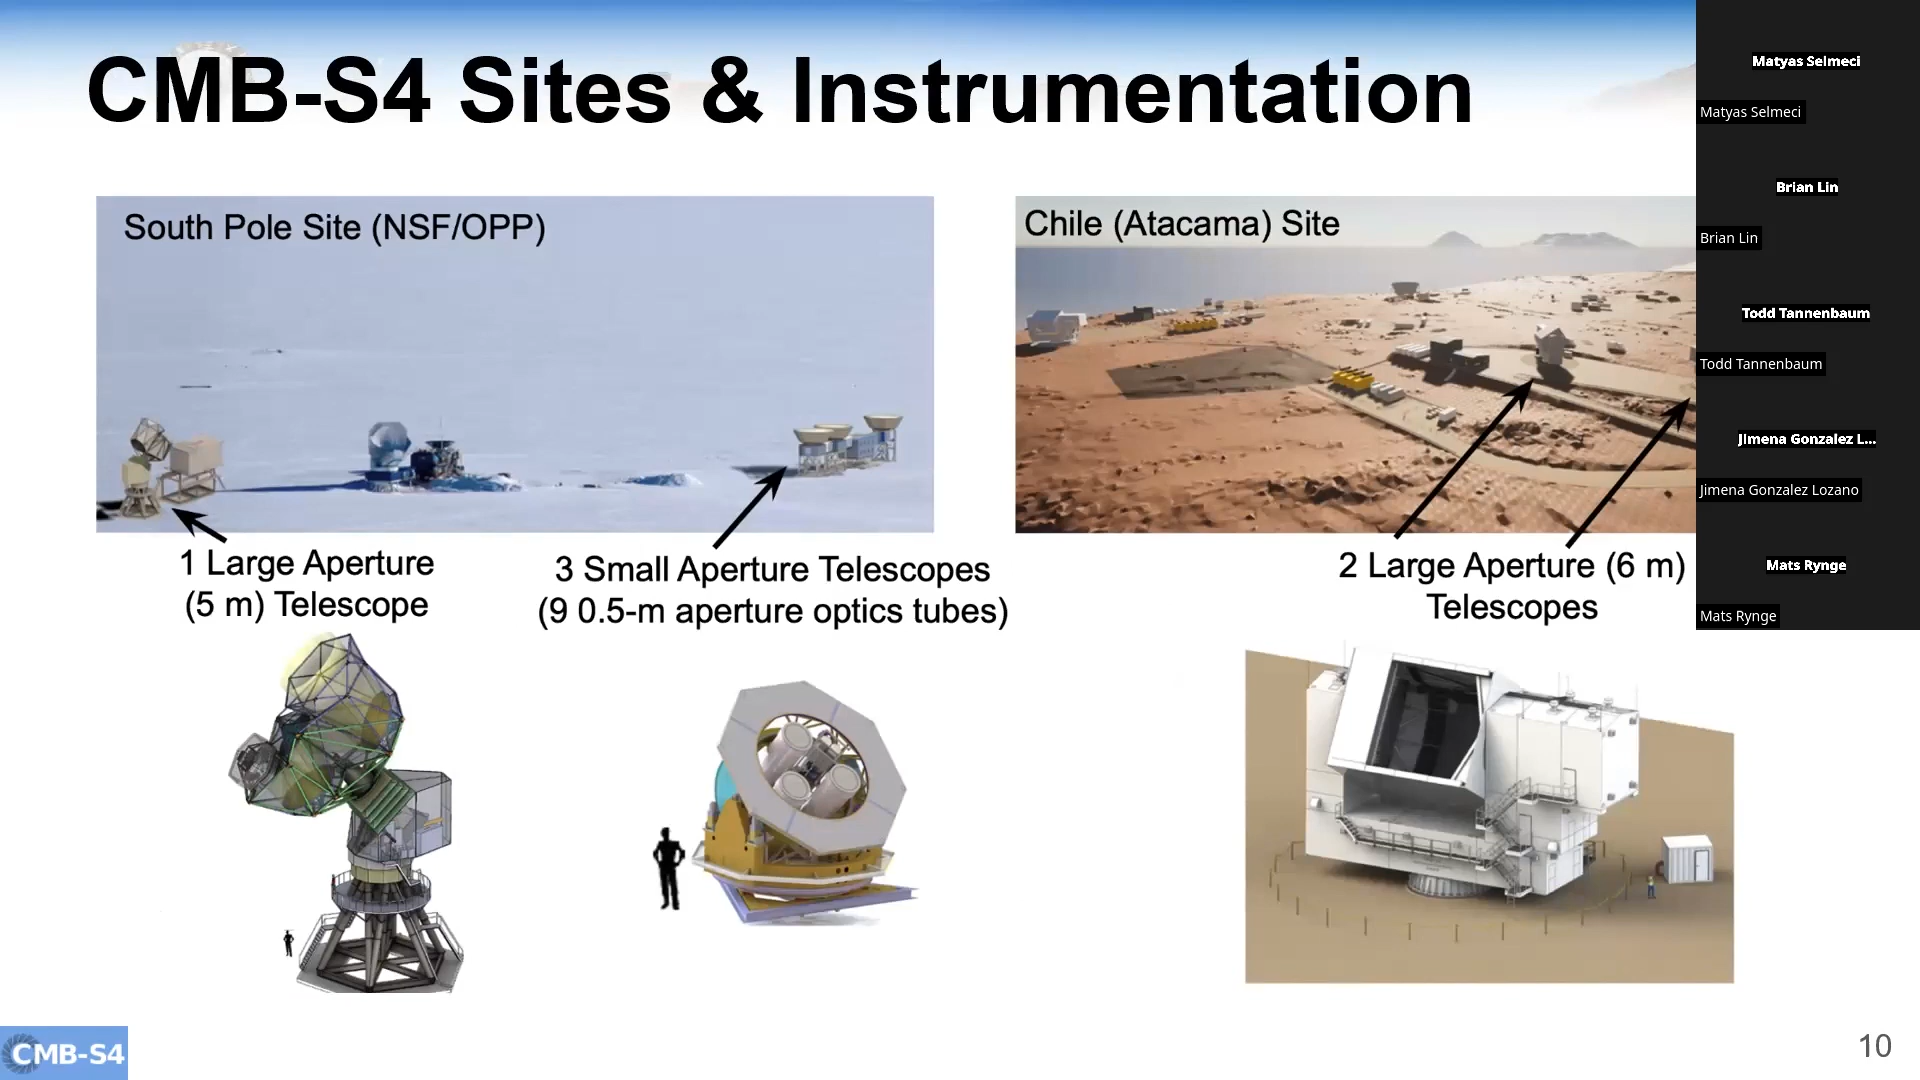 CMB-S4 Sites & Instrumentation
South Pole Site (NSF/OPP)
Chile (Atacama) Site
1 Large Aperture
(5 m) Telescope
3 Small Aperture Telescopes
(9 0.5-m aperture optics tubes)
2 Large Aperture (6 m)
Telescopes
CMB-S4
10
Matyas Selmeci
Matyas Selmeci
Brian Lin
Brian Lin
Todd Tannenbaum
Todd Tannenbaum
Jimena Gonzalez L...
Jimena Gonzalez Lozano
Mats Rynge
Mats Rynge